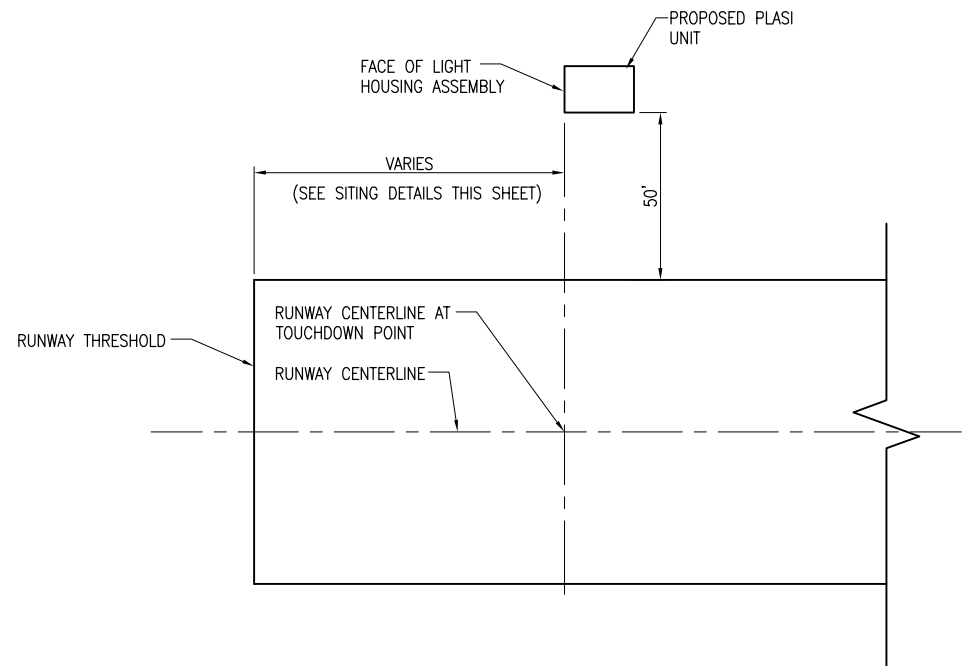 PROPOSED PLASI
UNIT
FACE OF LIGHT
HOUSING ASSEMBLY
VARIES
(SEE SITING DETAILS THIS SHEET)
50'
RUNWAY CENTERLINE AT
TOUCHDOWN POINT
RUNWAY THRESHOLD
RUNWAY CENTERLINE